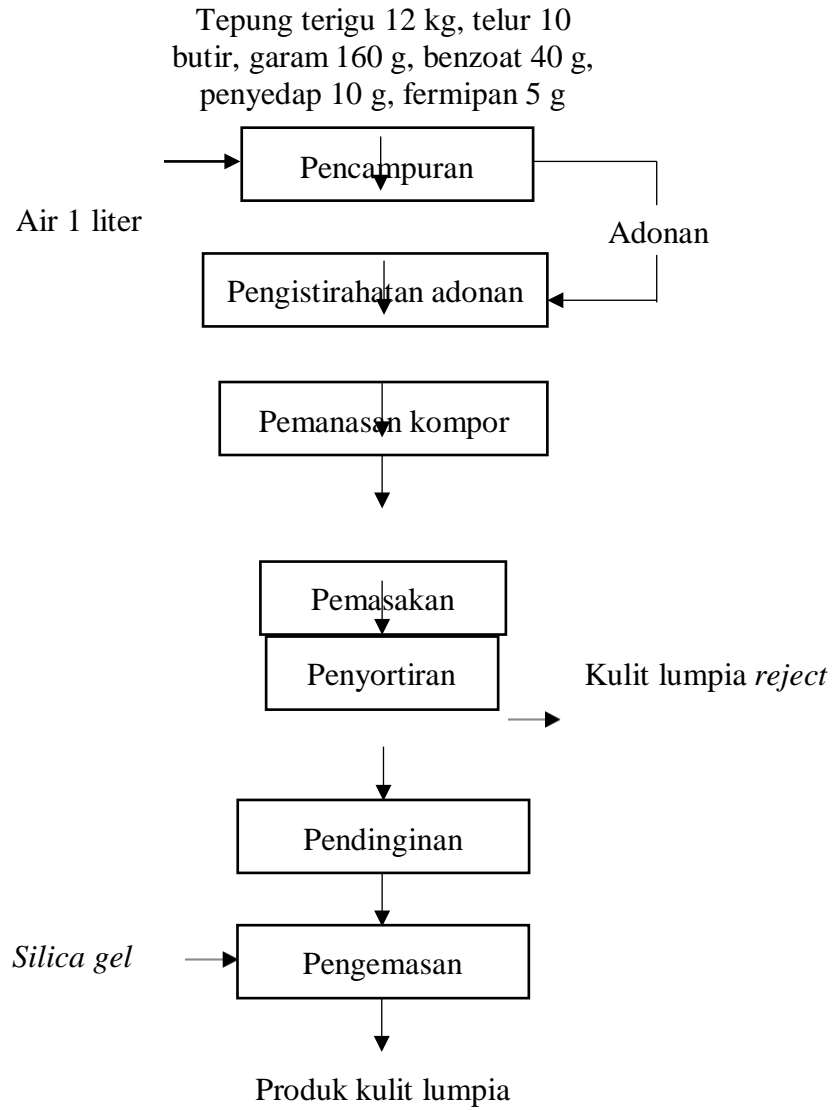 Tepung terigu 12 kg, telur 10
butir, garam 160 g, benzoat 40 g,
penyedap 10 g, fermipan 5 g
Pencampuran
Air 1 liter
Adonan
Pengistirahatan adonan
Pemanasan kompor
Pemasakan
Penyortiran
Kulit lumpia reject
Pendinginan
Silica gel
Pengemasan
Produk kulit lumpia